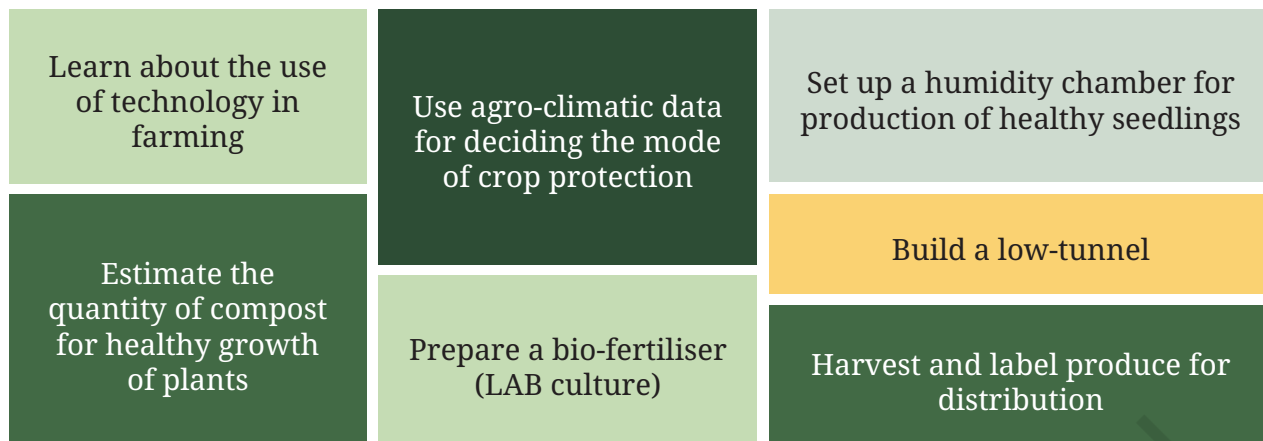 Learn about the use
of technology in
farming
Estimate the
quantity of compost
for healthy growth
of plants
Use agro-climatic data
for deciding the mode
of crop protection
Prepare a bio-fertiliser
(LAB culture)
Set up a humidity chamber for
production of healthy seedlings
Build a low-tunnel
Harvest and label produce for
distribution